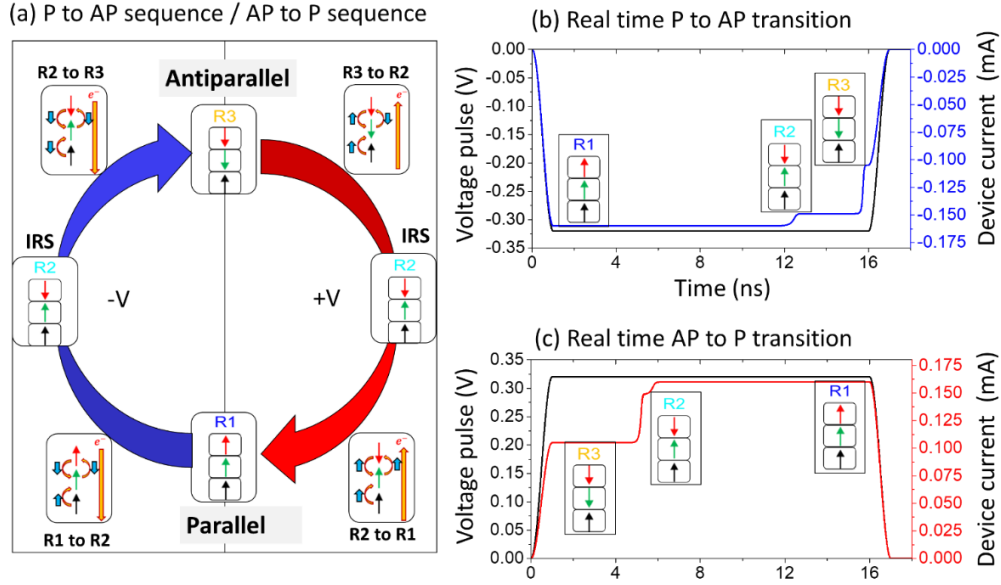 (a) P to AP sequence / AP to P sequence
R2 to R3
e⁻
Antiparallel
R3
R3 to R2
e⁻
IRS
R2
-V
+V
IRS
R2
e⁻
R1 to R2
R1
Parallel
e⁻
R2 to R1
(b) Real time P to AP transition
Voltage pulse (V)
0.00
-0.05
-0.10
-0.15
-0.20
-0.25
-0.30
-0.35
R1
R2
R3
0.000
-0.025
-0.050
-0.075
-0.100
-0.125
-0.150
-0.175
Device current (mA)
0 4 8 12 16
Time (ns)
(c) Real time AP to P transition
Voltage pulse (V)
0.35
0.30
0.25
0.20
0.15
0.10
0.05
0.00
R3
R2
R1
0.175
0.150
0.125
0.100
0.075
0.050
0.025
0.000
Device current (mA)
0 4 8 12 16